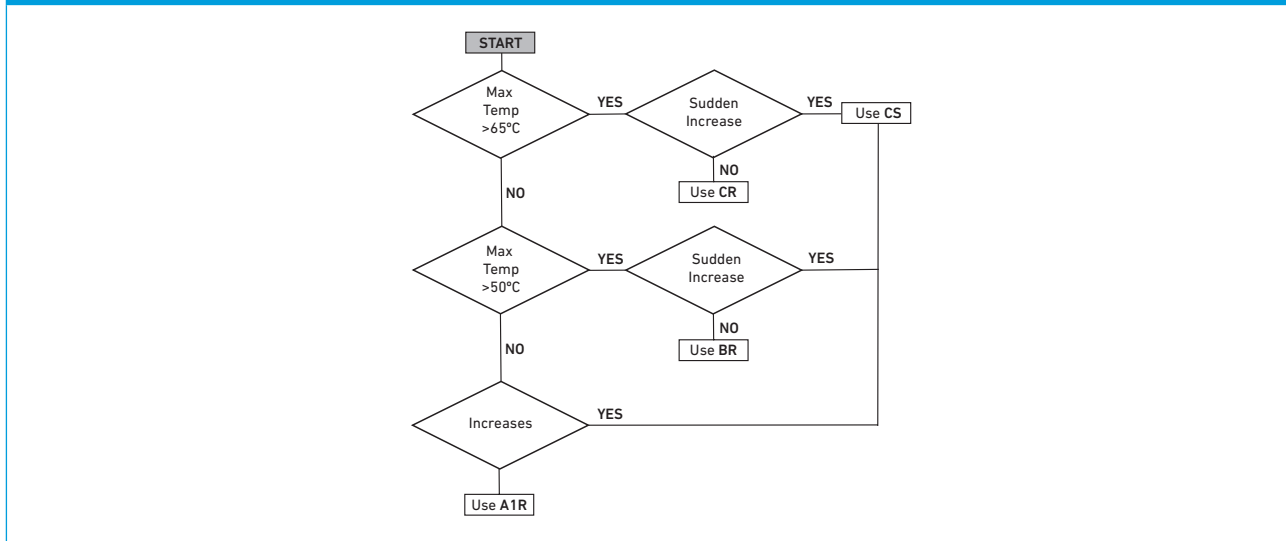 START
Max
Temp
>65°C
YES
Sudden
Increase
YES
Use CS
NO
Use CR
NO
Max
Temp
>50°C
YES
Sudden
Increase
YES
NO
Use BR
NO
Increases
YES
Use A1R